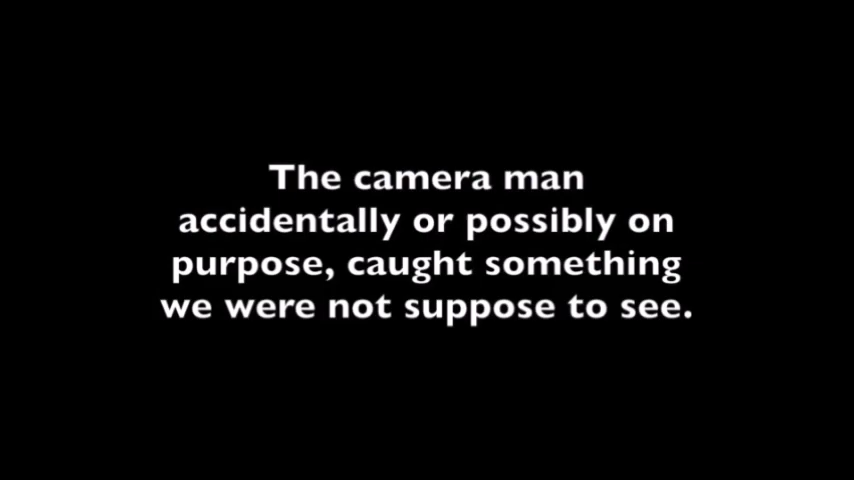 The camera man
accidentally or possibly on
purpose, caught something
we were not suppose to see.